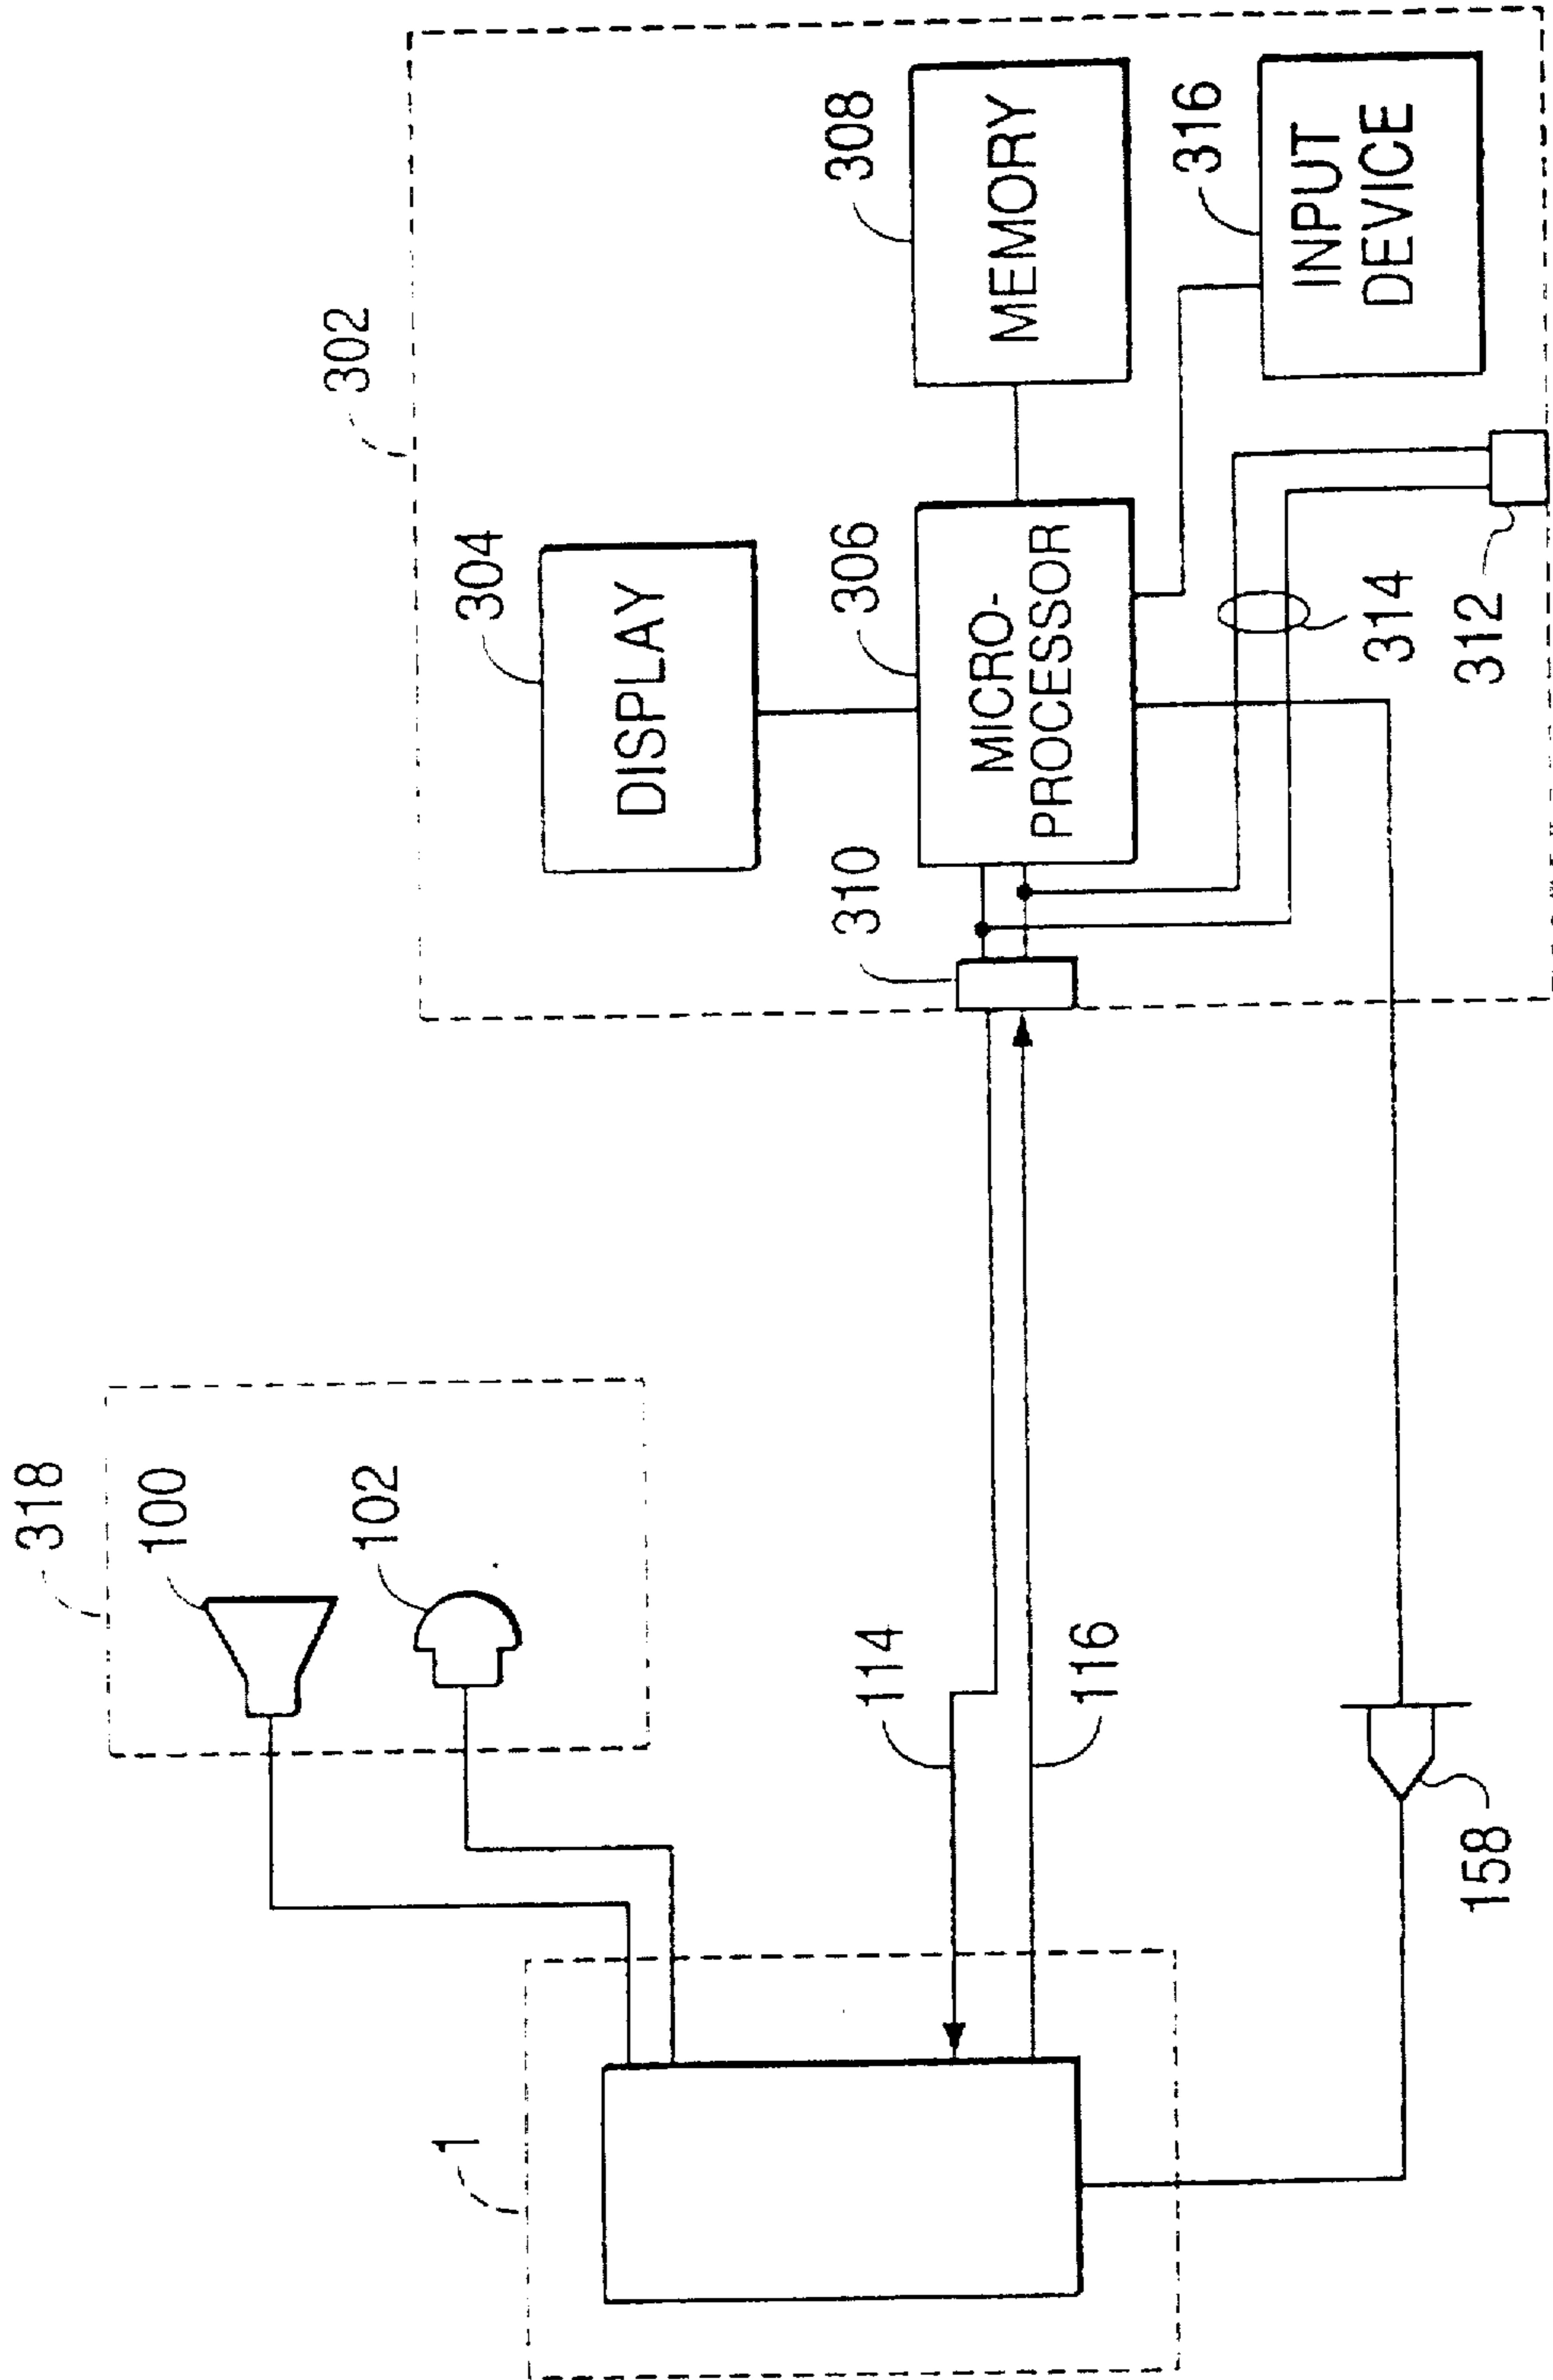 318
100
302
102
1
304
DISPLAY
114
310
306
308
MICRO-
PROCESSOR
MEMORY
116
316
INPUT
DEVICE
314
158
312